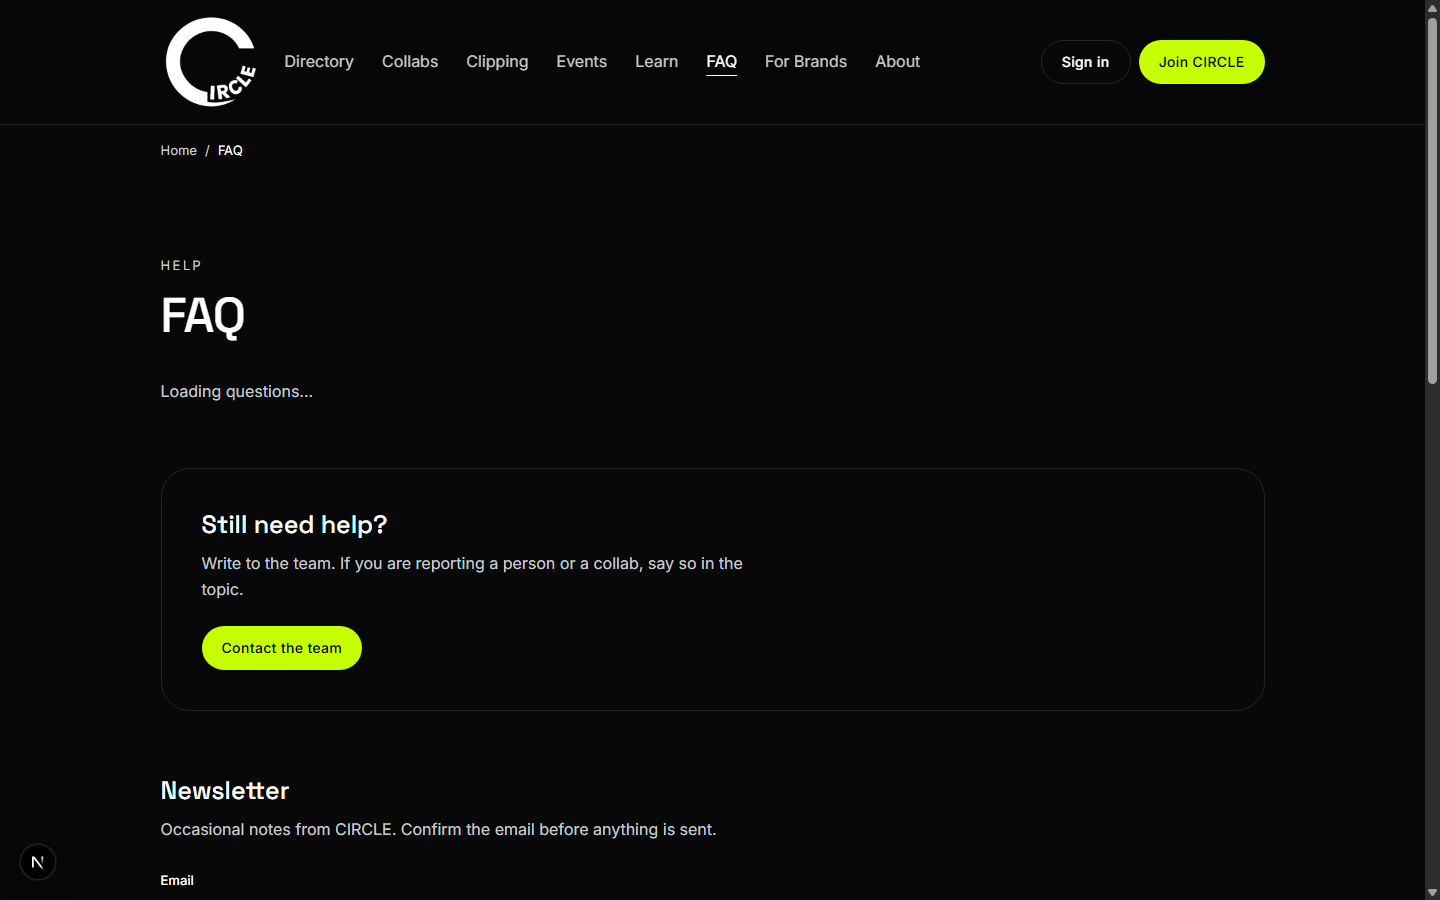 CIRCLE
Directory
Collabs
Clipping
Events
Learn
FAQ
For Brands
About
Sign in
Join CIRCLE
Home / FAQ
HELP
FAQ
Loading questions...
Still need help?
Write to the team. If you are reporting a person or a collab, say so in the
topic.
Contact the team
Newsletter
Occasional notes from CIRCLE. Confirm the email before anything is sent.
N
Email